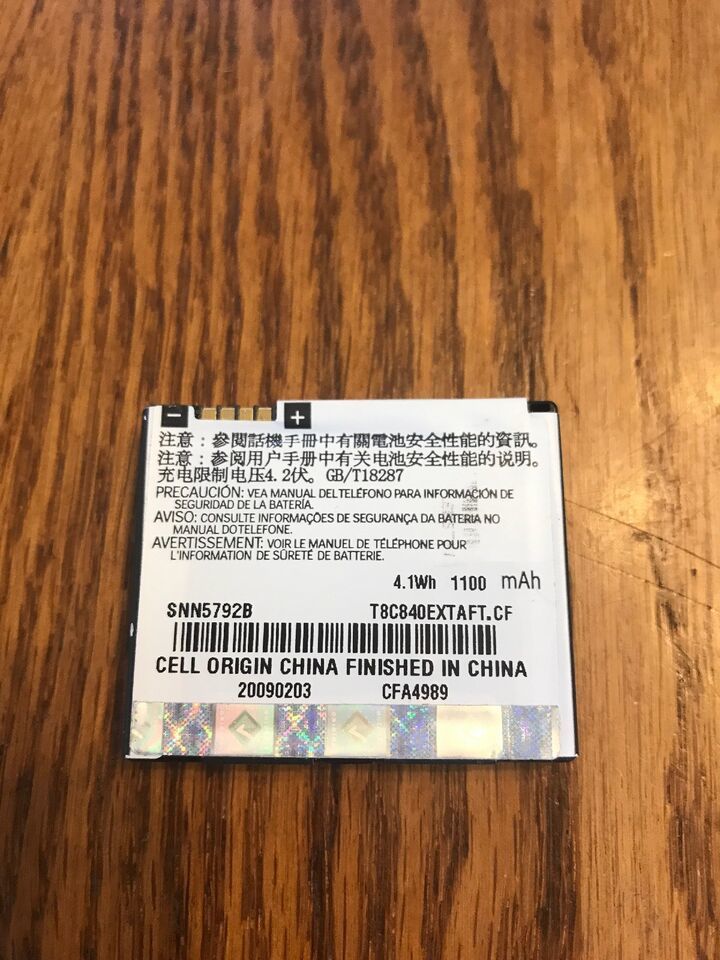 − +
注意：參閱話機手冊中有關電池安全性能的資訊。
注意：参阅用户手册中有关电池安全性能的说明。
充电限制电压4.2伏。GB/T18287
PRECAUCIÓN: VEA MANUAL DEL TELÉFONO PARA INFORMACIÓN DE
SEGURIDAD DE LA BATERÍA.
AVISO: CONSULTE INFORMAÇÕES DE SEGURANÇA DA BATERIA NO
MANUAL DO TELEFONE.
AVERTISSEMENT: VOIR LE MANUEL DE TÉLÉPHONE POUR
L'INFORMATION DE SÛRETÉ DE BATTERIE.
4.1Wh 1100 mAh
SNN5792B T8C840EXTAFT.CF
CELL ORIGIN CHINA FINISHED IN CHINA
20090203 CFA4989